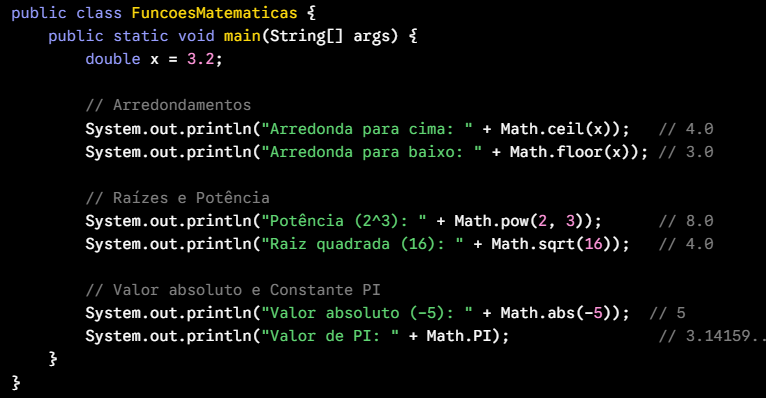 public class FuncoesMatematicas {
    public static void main(String[] args) {
        double x = 3.2;

        // Arredondamentos
        System.out.println("Arredonda para cima: " + Math.ceil(x));   // 4.0
        System.out.println("Arredonda para baixo: " + Math.floor(x)); // 3.0

        // Raízes e Potência
        System.out.println("Potência (2^3): " + Math.pow(2, 3));      // 8.0
        System.out.println("Raiz quadrada (16): " + Math.sqrt(16));   // 4.0

        // Valor absoluto e Constante PI
        System.out.println("Valor absoluto (-5): " + Math.abs(-5));  // 5
        System.out.println("Valor de PI: " + Math.PI);                // 3.14159..
    }
}